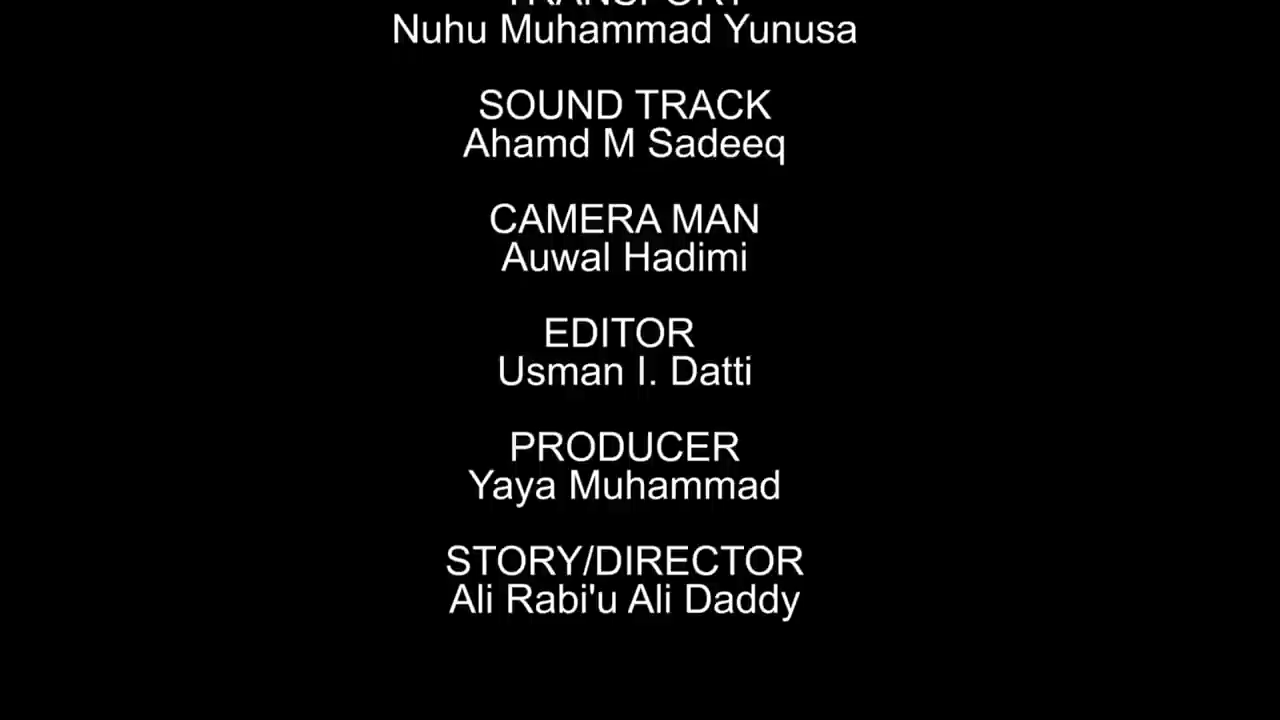 TRANSPORT
Nuhu Muhammad Yunusa
SOUND TRACK
Ahamd M Sadeeq
CAMERA MAN
Auwal Hadimi
EDITOR
Usman I. Datti
PRODUCER
Yaya Muhammad
STORY/DIRECTOR
Ali Rabi'u Ali Daddy